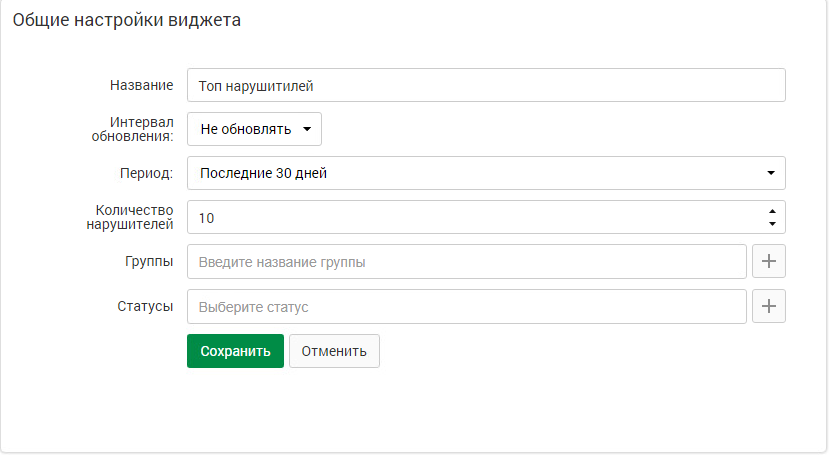 Общие настройки виджета
Название
Топ нарушитилей
Интервал
обновления:
Не обновлять
Период:
Последние 30 дней
Количество
нарушителей
10
Группы
Введите название группы
Статусы
Выберите статус
Сохранить
Отменить